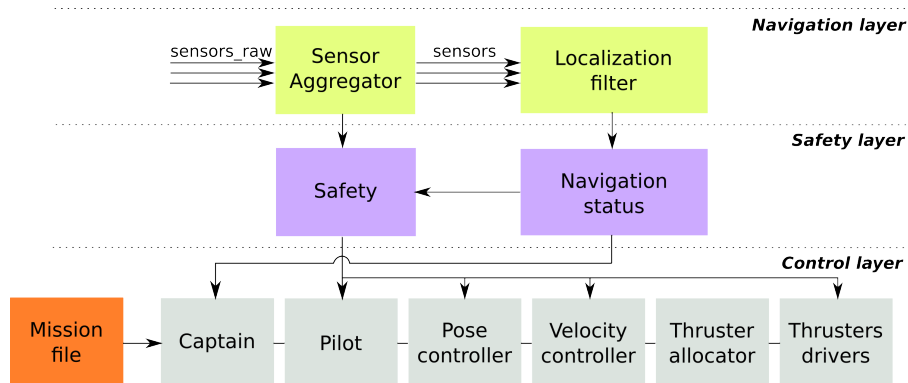 Navigation layer
sensors_raw
Sensor
Aggregator
sensors
Localization
filter
Safety layer
Safety
Navigation
status
Control layer
Mission
file
Captain
Pilot
Pose
controller
Velocity
controller
Thruster
allocator
Thrusters
drivers